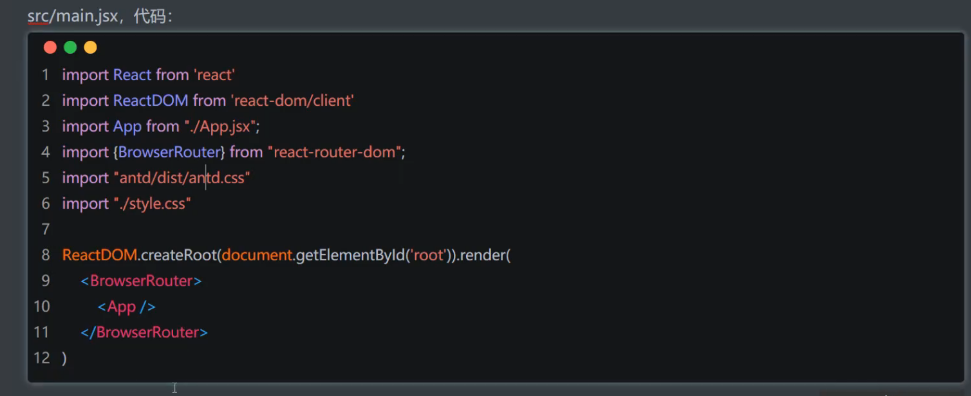 src/main.jsx，代码：
1 import React from 'react'
2 import ReactDOM from 'react-dom/client'
3 import App from "./App.jsx";
4 import {BrowserRouter} from "react-router-dom";
5 import "antd/dist/antd.css"
6 import "./style.css"
7
8 ReactDOM.createRoot(document.getElementById('root')).render(
9     <BrowserRouter>
10         <App />
11     </BrowserRouter>
12 )